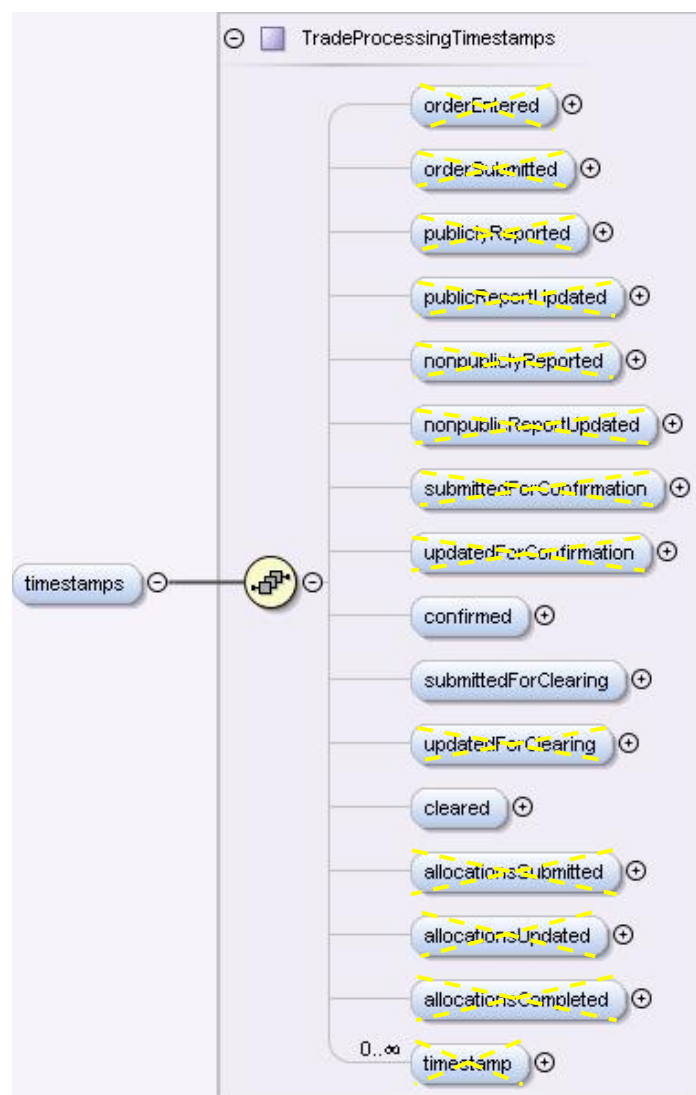 TradeProcessingTimestamps
orderEntered
orderSubmitted
publiclyReported
publicReportUpdated
nonpubliclyReported
nonpublicReportUpdated
submittedForConfirmation
updatedForConfirmation
timestamps
confirmed
submittedForClearing
updatedForClearing
cleared
allocationsSubmitted
allocationsUpdated
allocationsCompleted
0..∞
timestamp